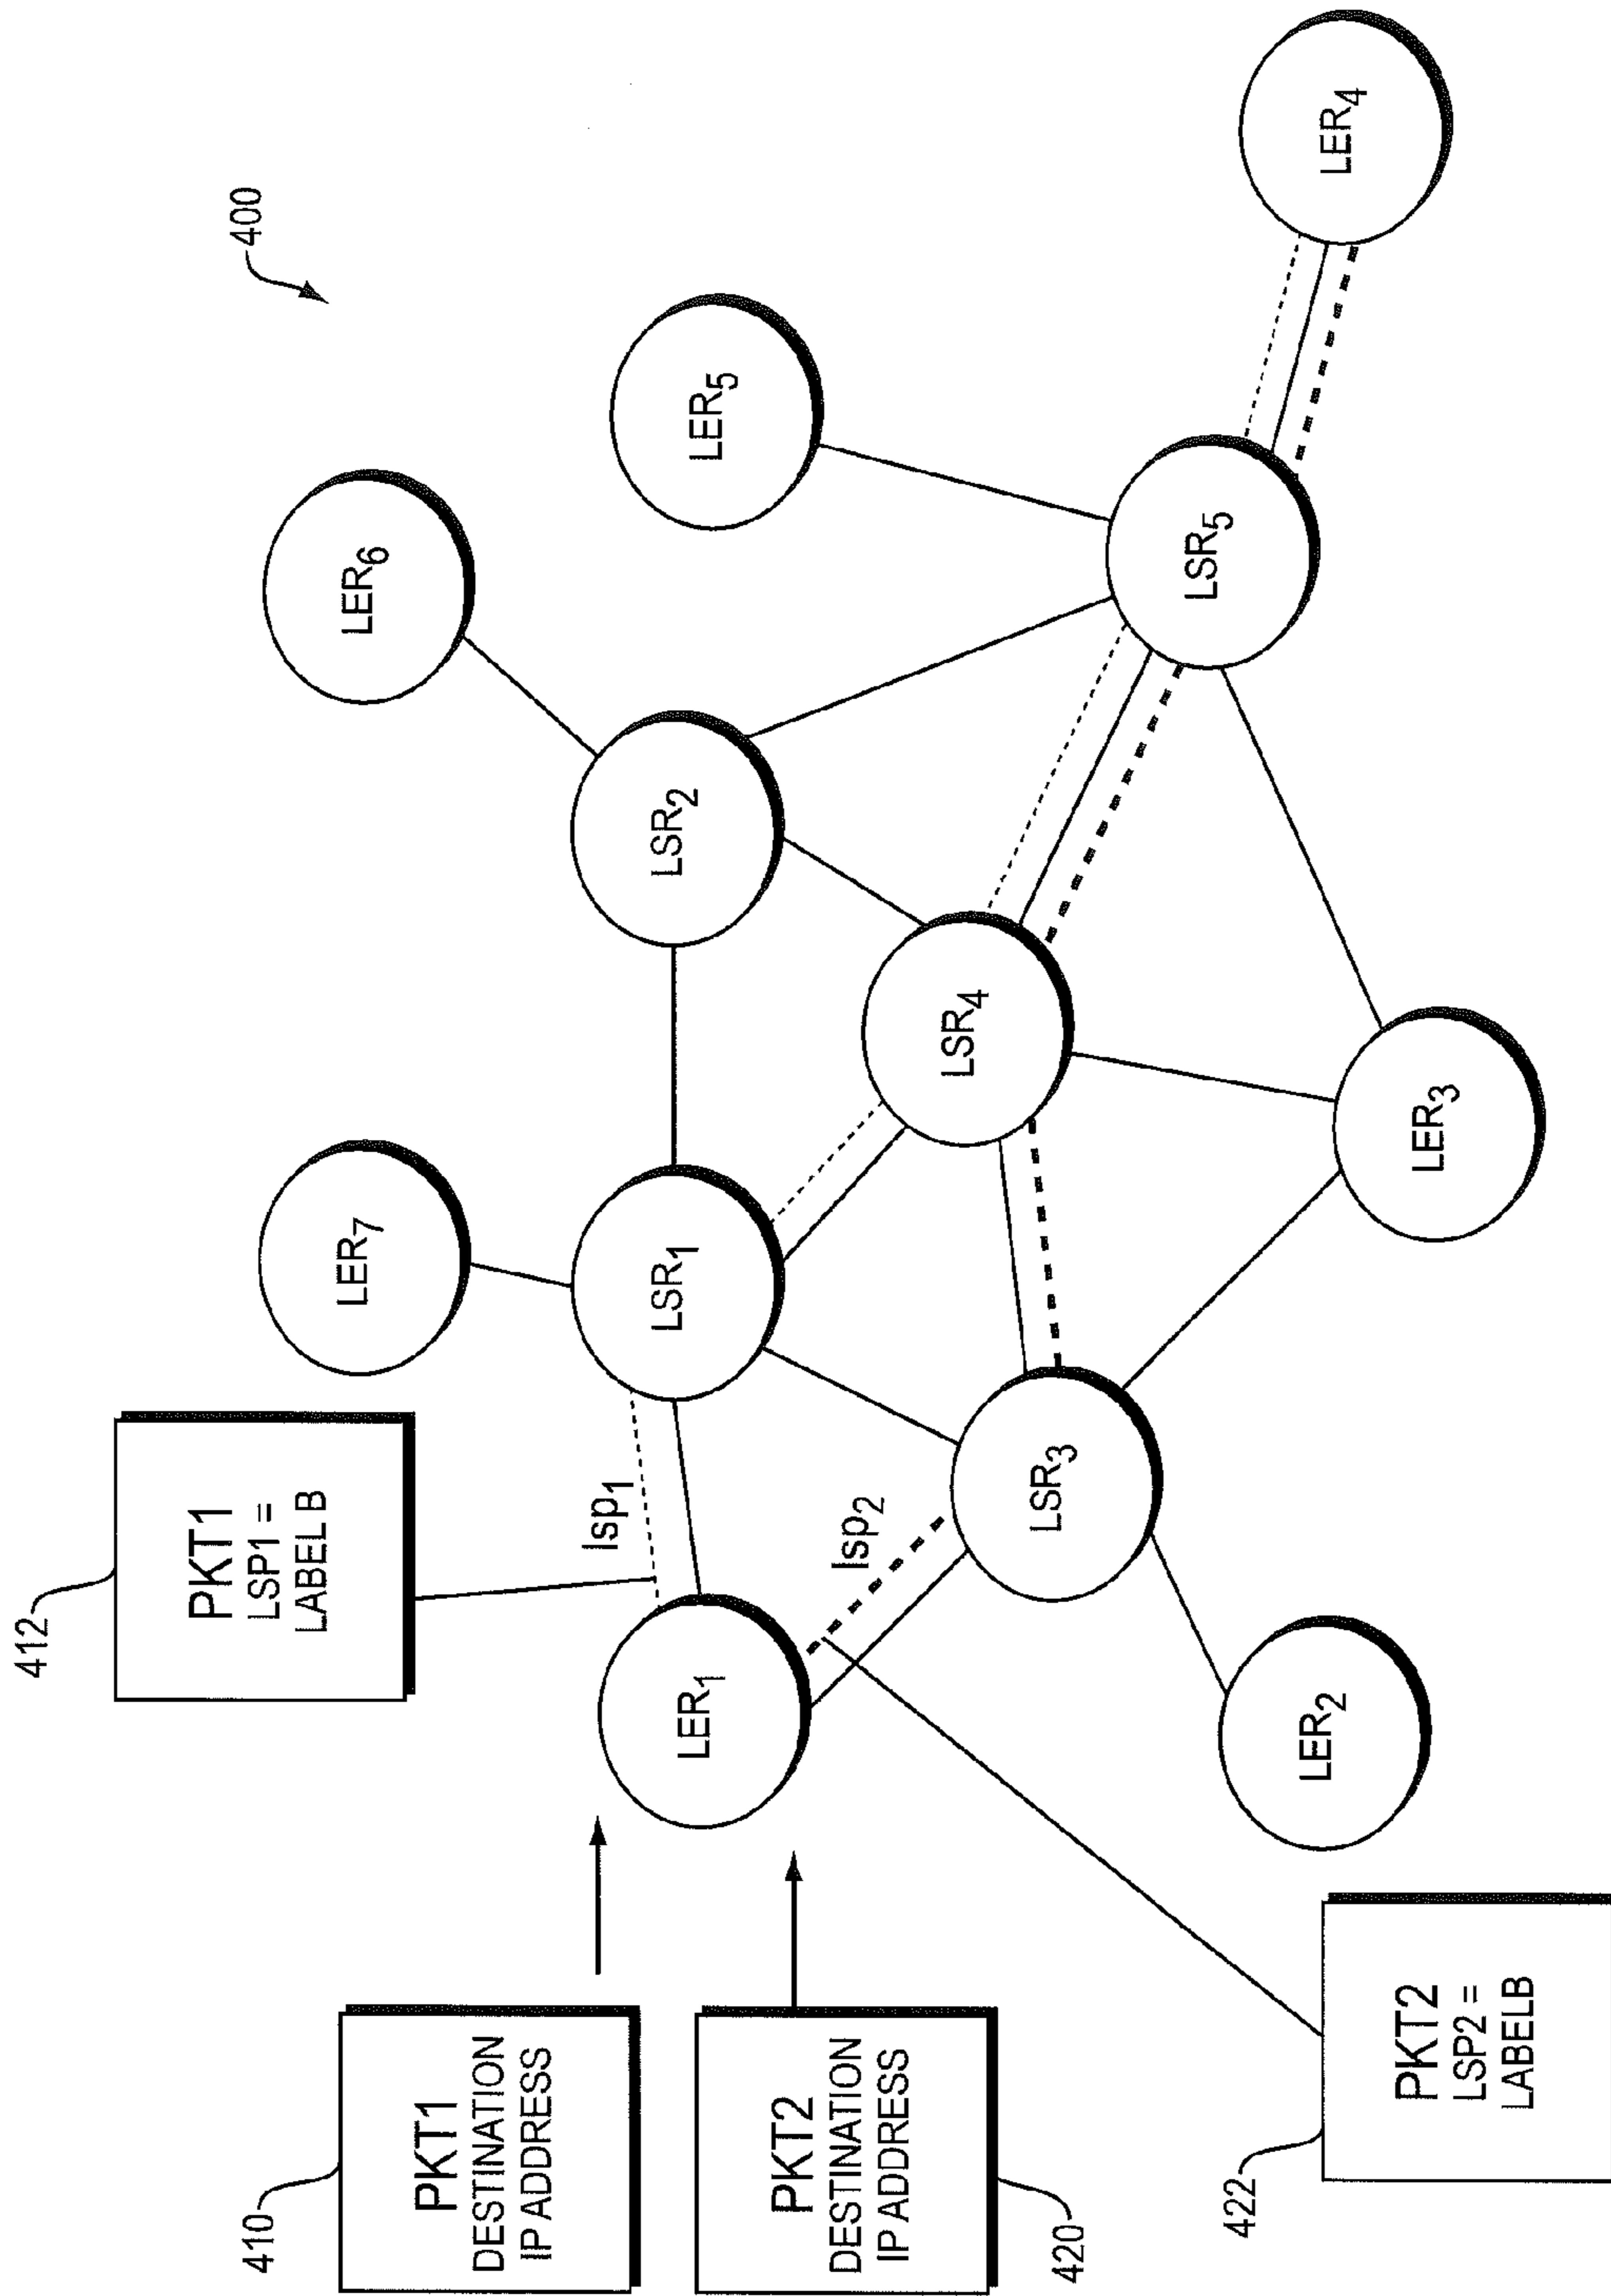 400
412
PKT1
LSP1 =
LABEL B
LER7
LER6
LER5
LER4
lsp1
LSR1
LSR2
LER1
lsp2
LSR4
LSR5
LSR3
LER2
LER3
410
PKT1
DESTINATION
IP ADDRESS
420
PKT2
DESTINATION
IP ADDRESS
422
PKT2
LSP2 =
LABELB